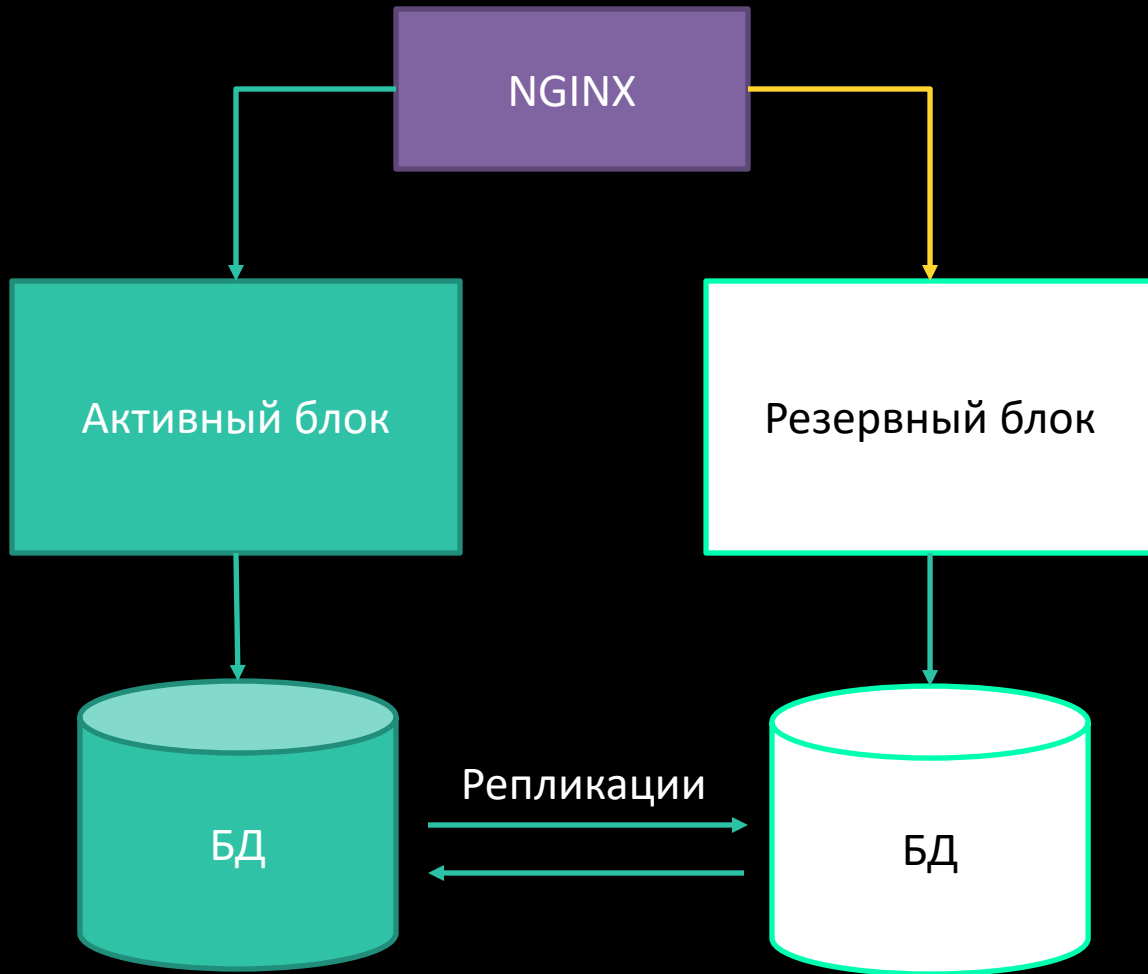 NGINX
Активный блок
Резервный блок
Репликации
БД
БД